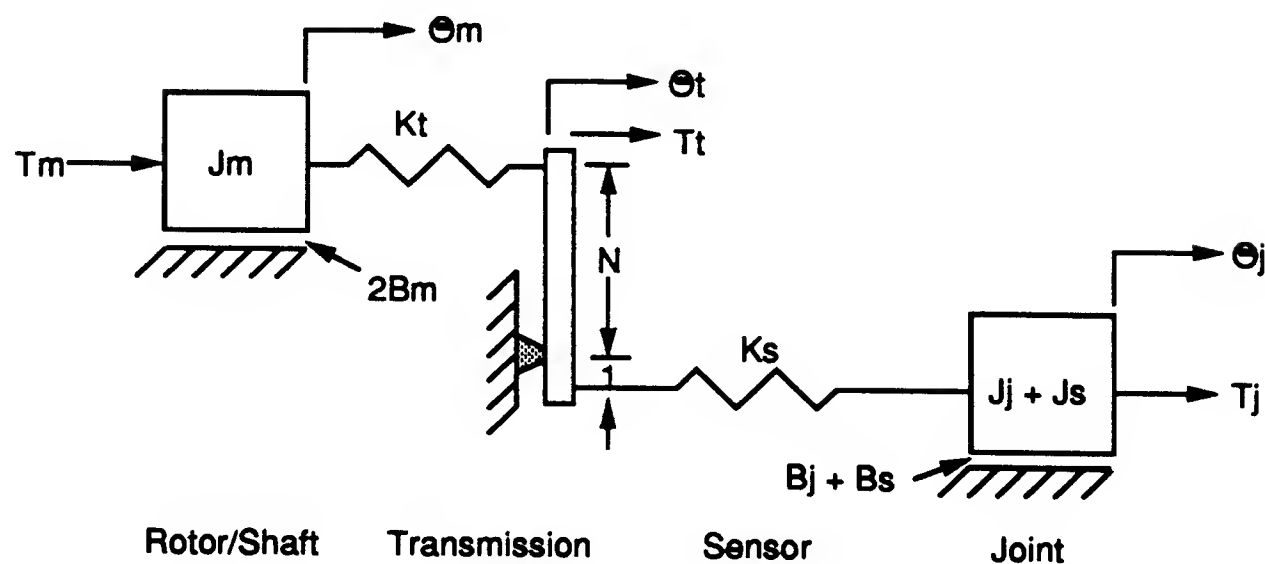 Θm
Θt
Kt
Tt
Tm
Jm
N
Θj
2Bm
Ks
1
Jj + Js
Tj
Bj + Bs
Rotor/Shaft Transmission Sensor Joint